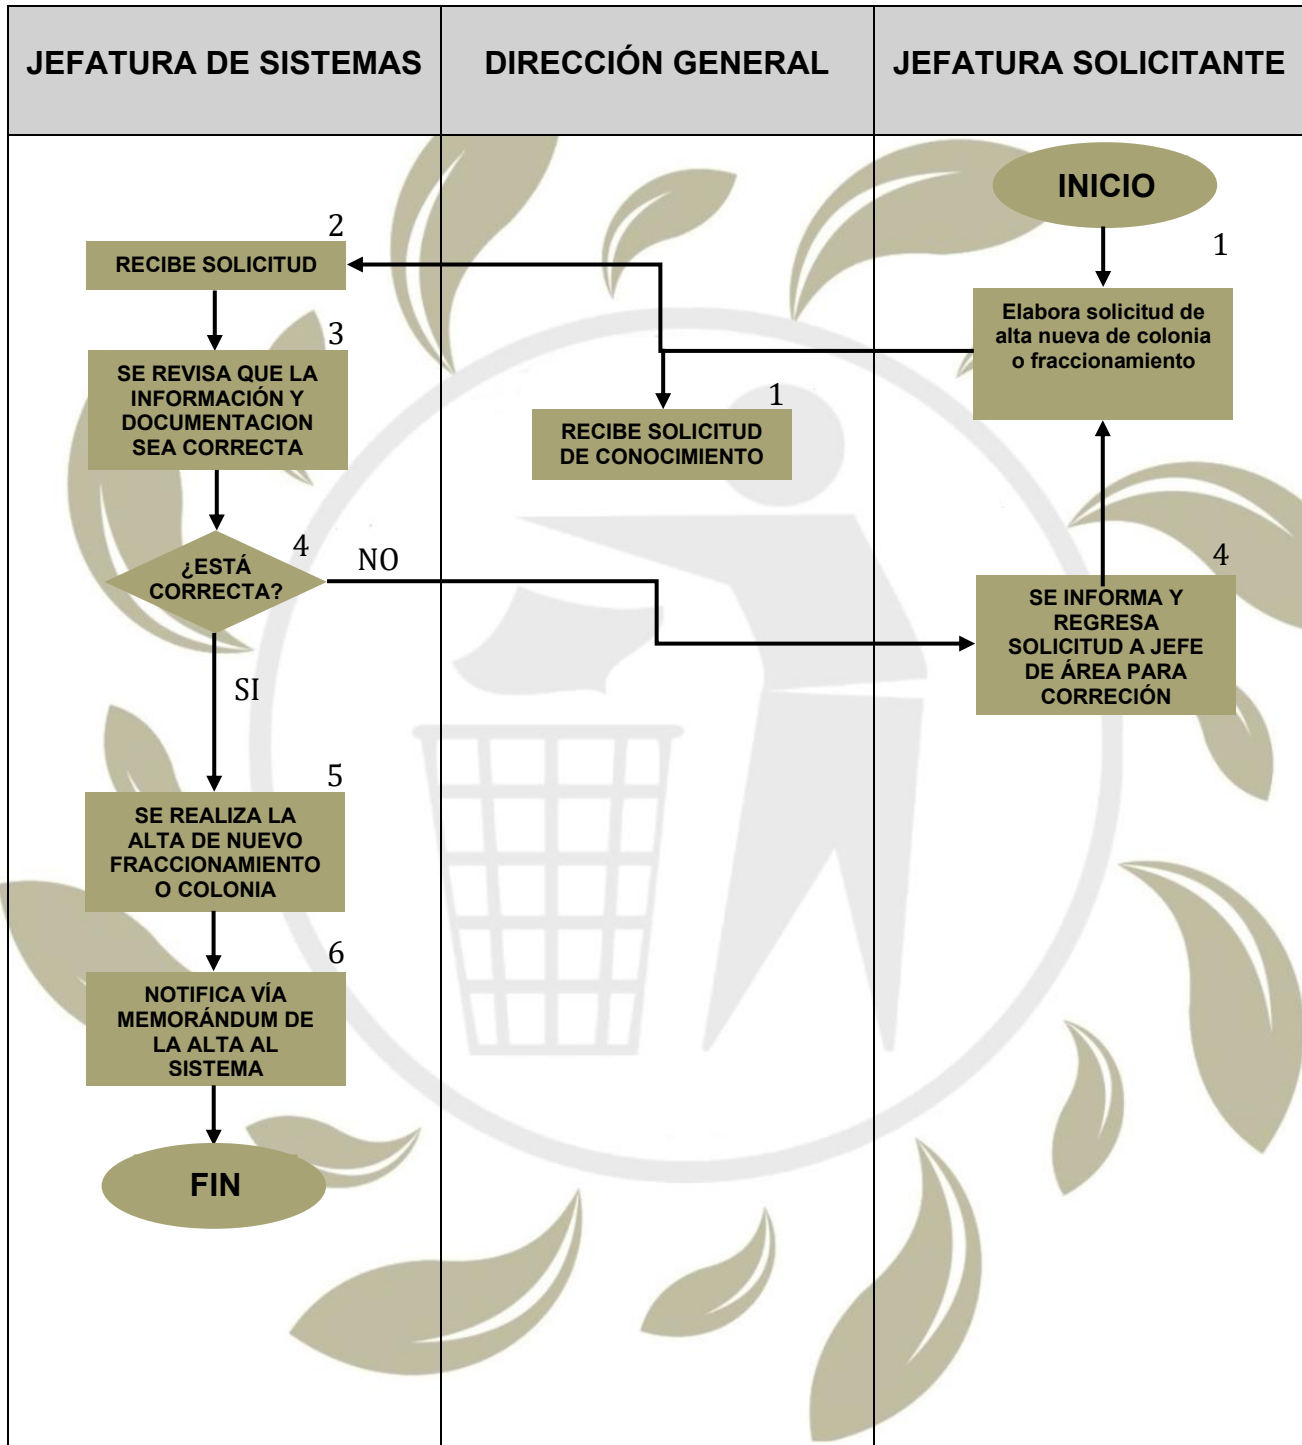 JEFATURA DE SISTEMAS
DIRECCIÓN GENERAL
JEFATURA SOLICITANTE
INICIO
1
Elabora solicitud de
alta nueva de colonia
o fraccionamiento
2
RECIBE SOLICITUD
1
RECIBE SOLICITUD
DE CONOCIMIENTO
3
SE REVISA QUE LA
INFORMACIÓN Y
DOCUMENTACION
SEA CORRECTA
4
¿ESTÁ
CORRECTA?
NO
4
SE INFORMA Y
REGRESA
SOLICITUD A JEFE
DE ÁREA PARA
CORRECIÓN
SI
5
SE REALIZA LA
ALTA DE NUEVO
FRACCIONAMIENTO
O COLONIA
6
NOTIFICA VÍA
MEMORÁNDUM DE
LA ALTA AL
SISTEMA
FIN